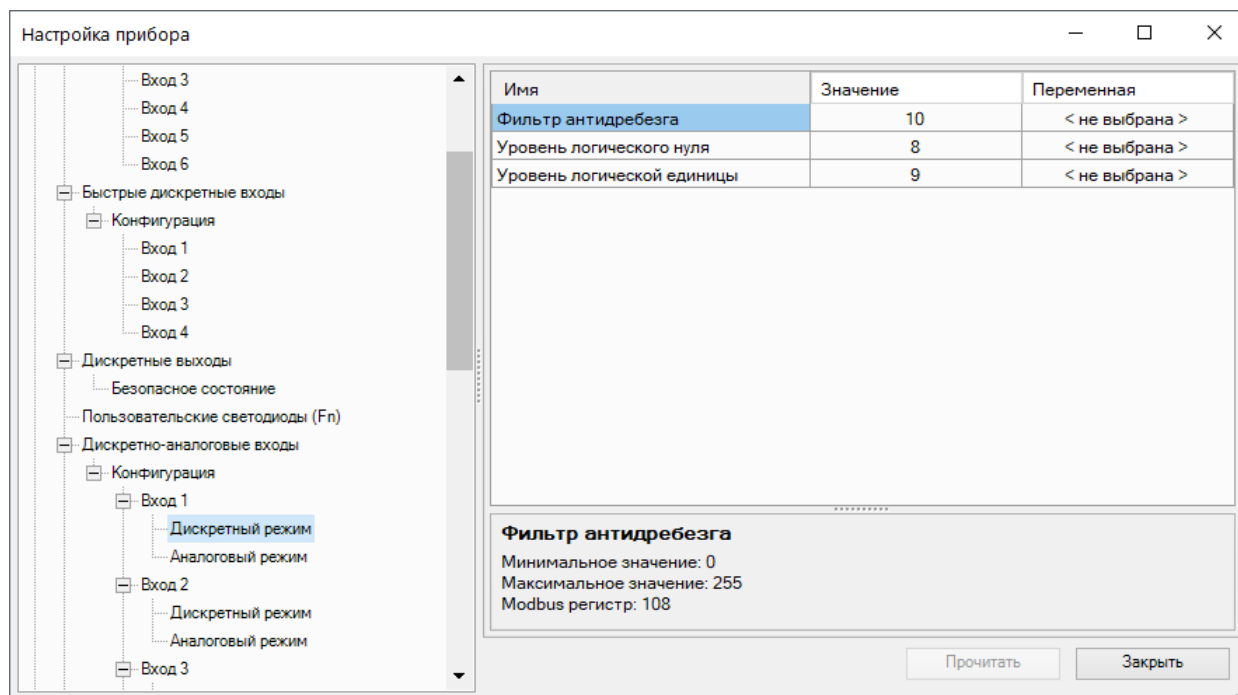 Настройка прибора
Вход 3
Вход 4
Вход 5
Вход 6
Быстрые дискретные входы
Конфигурация
Вход 1
Вход 2
Вход 3
Вход 4
Дискретные выходы
Безопасное состояние
Пользовательские светодиоды (Fn)
Дискретно-аналоговые входы
Конфигурация
Вход 1
Дискретный режим
Аналоговый режим
Вход 2
Дискретный режим
Аналоговый режим
Вход 3
Имя Значение Переменная
Фильтр антидребезга 10 < не выбрана >
Уровень логического нуля 8 < не выбрана >
Уровень логической единицы 9 < не выбрана >
Фильтр антидребезга
Минимальное значение: 0
Максимальное значение: 255
Modbus регистр: 108
Прочитать Закрыть